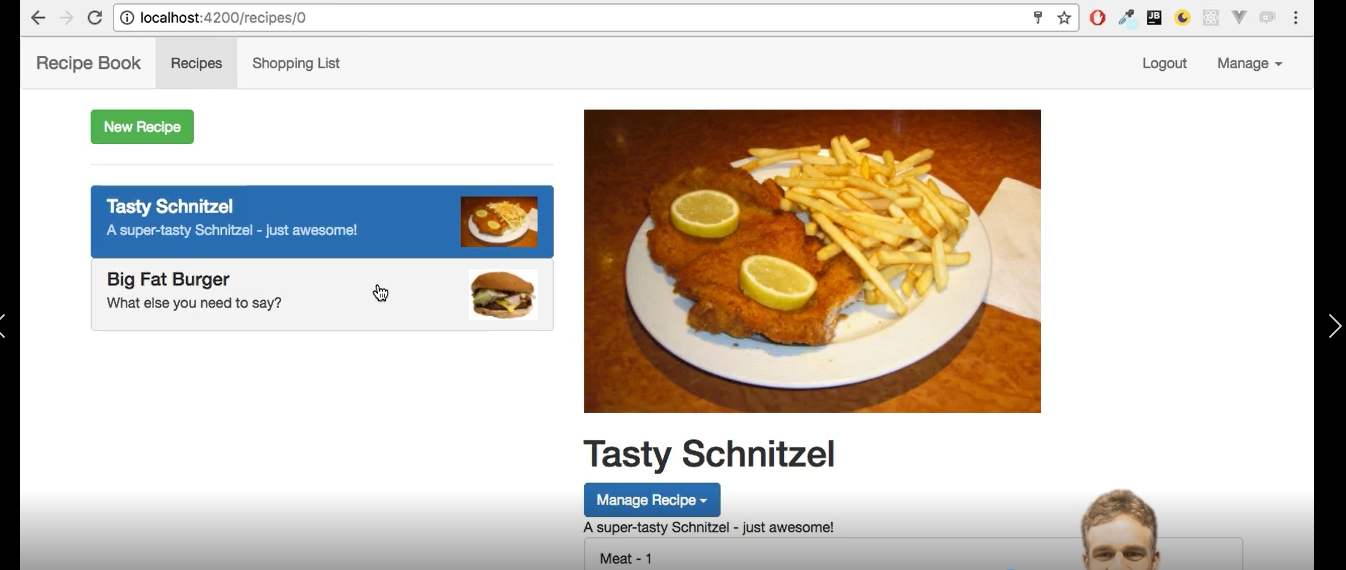 localhost:4200/recipes/0
JB
Recipe Book
Recipes
Shopping List
Logout
Manage
New Recipe
Tasty Schnitzel
A super-tasty Schnitzel - just awesome!
Big Fat Burger
What else you need to say?
Tasty Schnitzel
Manage Recipe
A super-tasty Schnitzel - just awesome!
Meat - 1